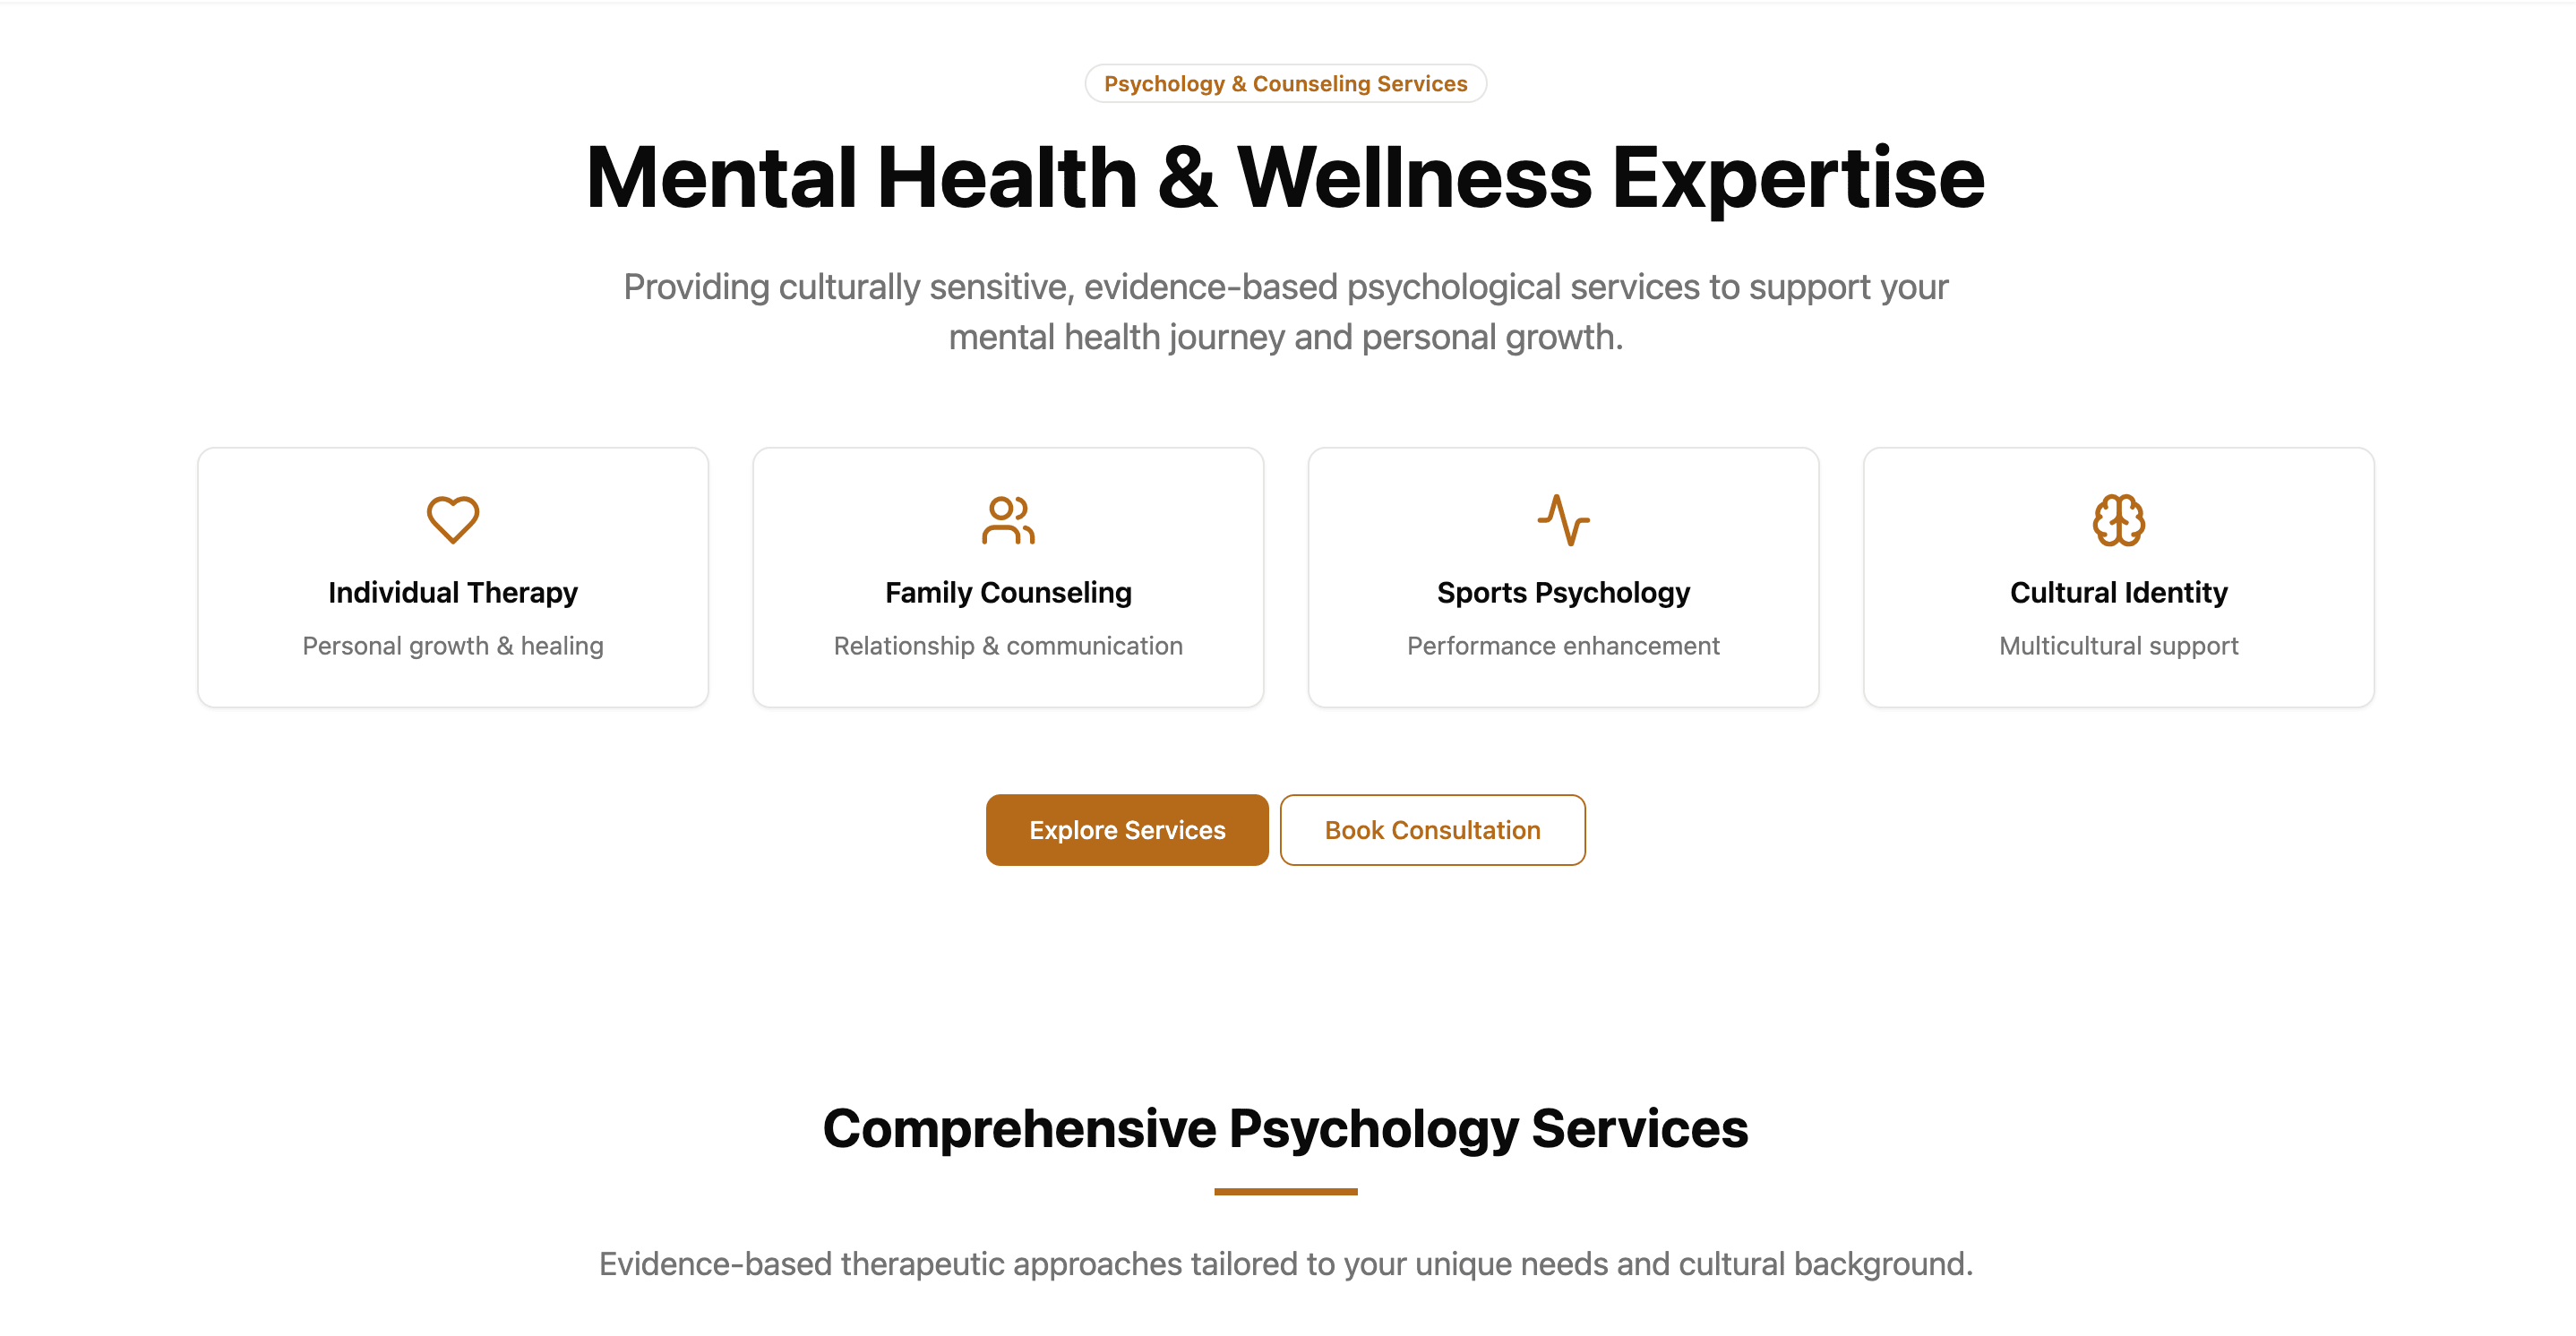 Psychology & Counseling Services
Mental Health & Wellness Expertise
Providing culturally sensitive, evidence-based psychological services to support your
mental health journey and personal growth.
Individual Therapy
Personal growth & healing
Family Counseling
Relationship & communication
Sports Psychology
Performance enhancement
Cultural Identity
Multicultural support
Explore Services
Book Consultation
Comprehensive Psychology Services
Evidence-based therapeutic approaches tailored to your unique needs and cultural background.